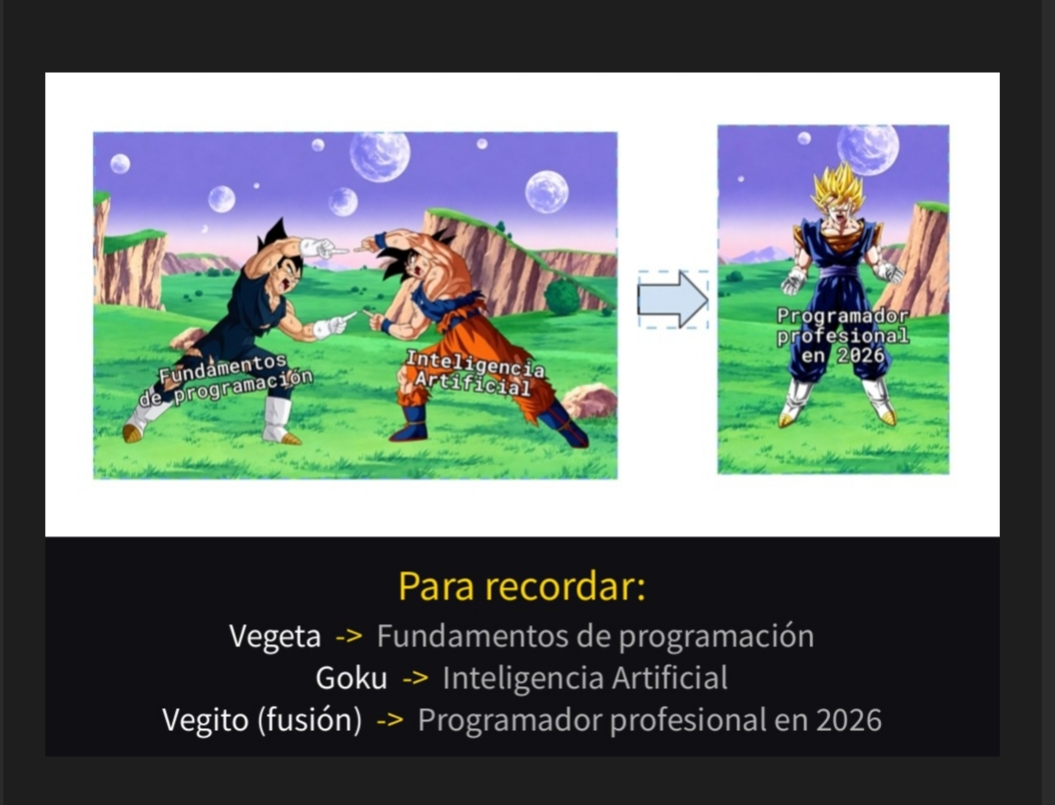 Fundamentos
de programación
Inteligencia
Artificial
Programador
profesional
en 2026
Para recordar:
Vegeta -> Fundamentos de programación
Goku -> Inteligencia Artificial
Vegito (fusión) -> Programador profesional en 2026